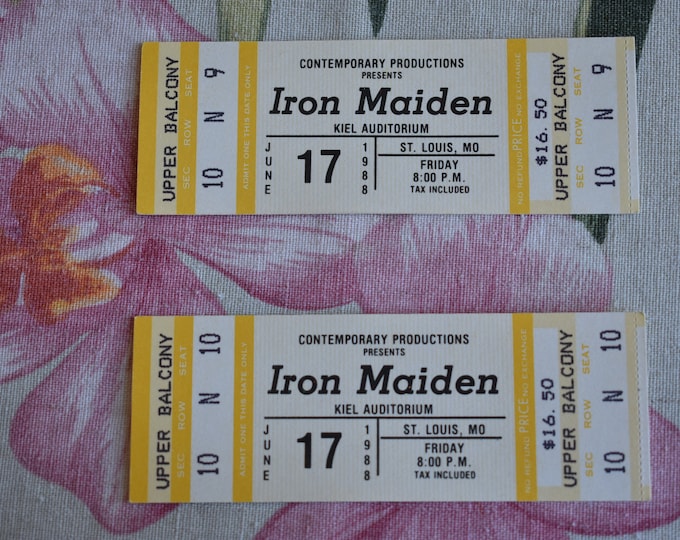 UPPER BALCONY
SEC ROW SEAT
10 N 9
ADMIT ONE THIS DATE ONLY
CONTEMPORARY PRODUCTIONS
PRESENTS
Iron Maiden
KIEL AUDITORIUM
JUNE 17 1988
ST. LOUIS, MO
FRIDAY
8:00 P.M.
TAX INCLUDED
NO REFUND PRICE NO EXCHANGE
$16.50
UPPER BALCONY
SEC ROW SEAT
10 N 9
UPPER BALCONY
SEC ROW SEAT
10 N 10
ADMIT ONE THIS DATE ONLY
CONTEMPORARY PRODUCTIONS
PRESENTS
Iron Maiden
KIEL AUDITORIUM
JUNE 17 1988
ST. LOUIS, MO
FRIDAY
8:00 P.M.
TAX INCLUDED
NO REFUND PRICE NO EXCHANGE
$16.50
UPPER BALCONY
SEC ROW SEAT
10 N 10